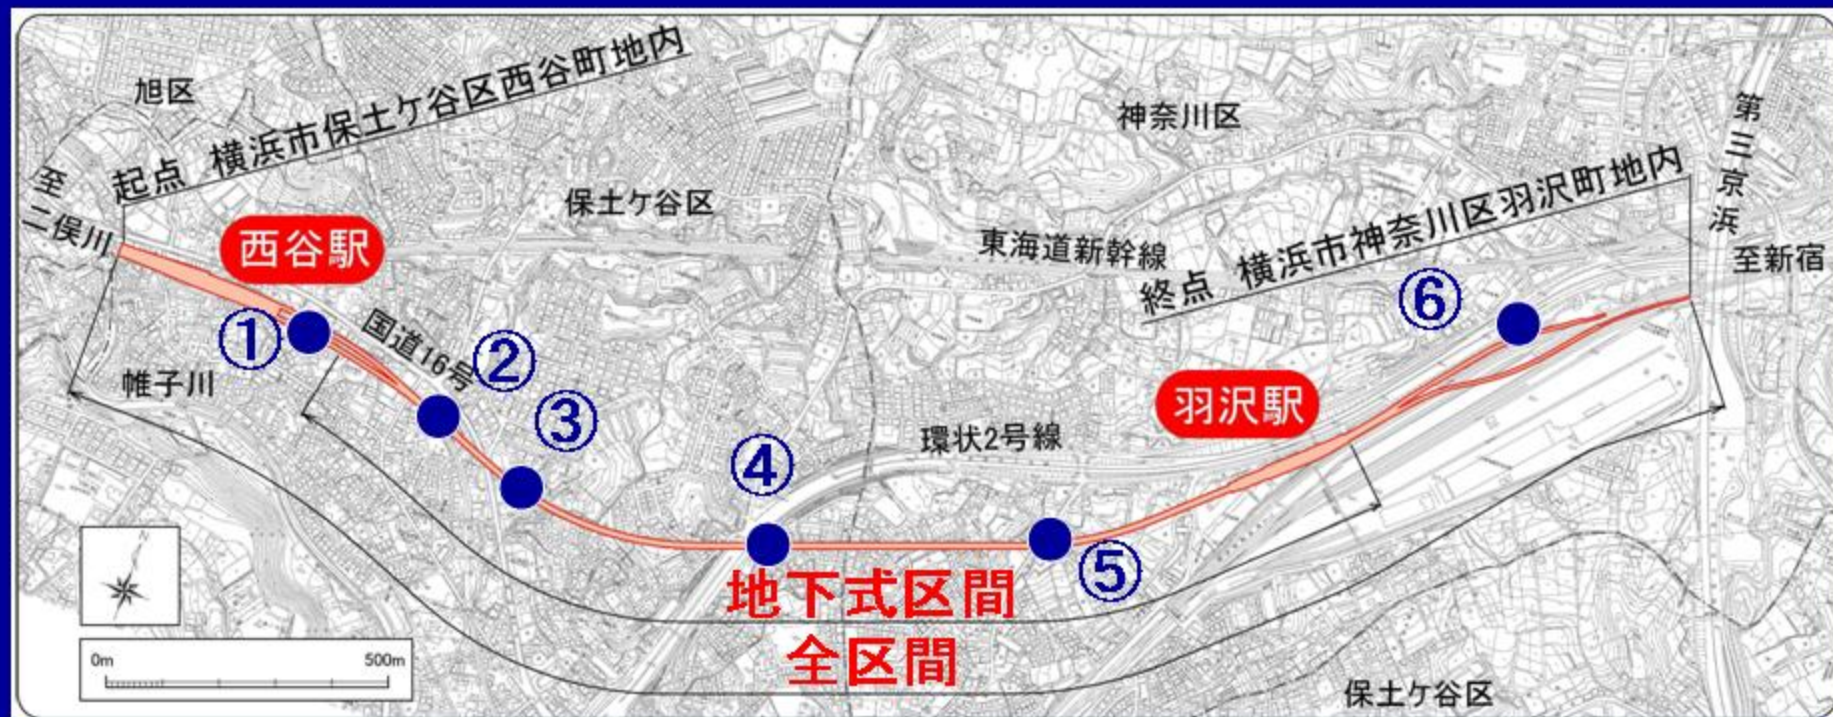 旭区
起点 横浜市保土ケ谷区西谷町地内
至二俣川
西谷駅
保土ケ谷区
神奈川区
第三京浜
東海道新幹線
終点 横浜市神奈川区羽沢町地内
至新宿
①
国道16号
②
③
④
⑤
⑥
帷子川
環状2号線
羽沢駅
地下式区間
全区間
0m 500m
保土ケ谷区